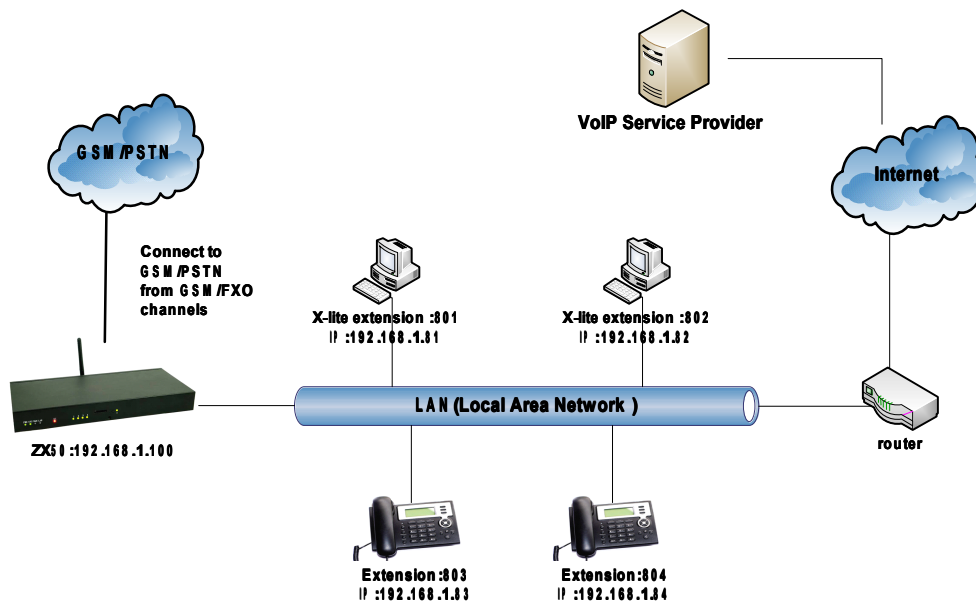 VoIP Service Provider
GSM/PSTN
Internet
Connect to
GSM/PSTN
from GSM/FXO
channels
X-lite extension :801
IP :192.168.1.81
X-lite extension :802
IP :192.168.1.82
LAN (Local Area Network )
ZX50 :192.168.1.100
router
Extension:803
IP :192.168.1.83
Extension:804
IP :192.168.1.84